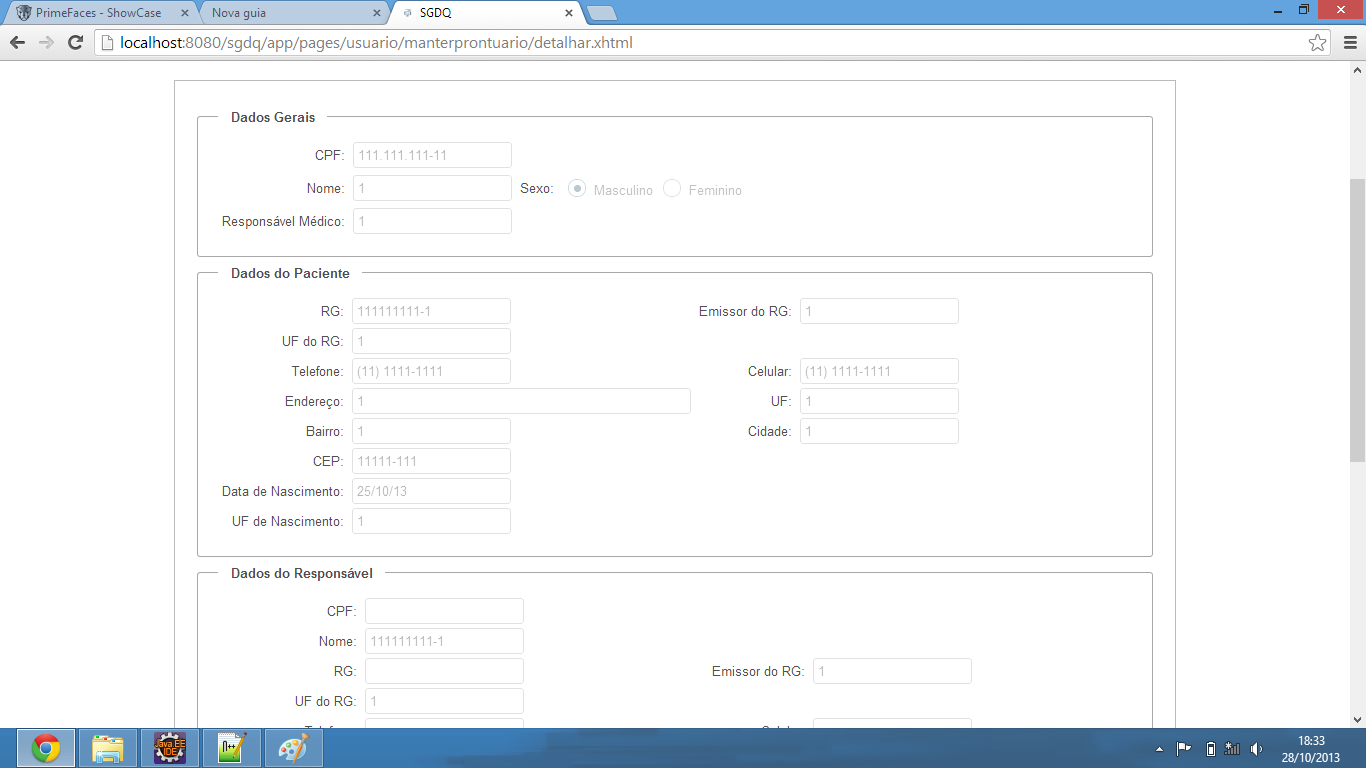 PrimeFaces - ShowCase
Nova guia
SGDQ
localhost:8080/sgdq/app/pages/usuario/manterprontuario/detalhar.xhtml
Dados Gerais
CPF: 111.111.111-11
Nome: 1 Sexo: Masculino Feminino
Responsável Médico: 1
Dados do Paciente
RG: 111111111-1 Emissor do RG: 1
UF do RG: 1
Telefone: (11) 1111-1111 Celular: (11) 1111-1111
Endereço: 1 UF: 1
Bairro: 1 Cidade: 1
CEP: 11111-111
Data de Nascimento: 25/10/13
UF de Nascimento: 1
Dados do Responsável
CPF:
Nome: 111111111-1
RG: Emissor do RG: 1
UF do RG: 1
Java EE
IDE
N++
18:33
28/10/2013